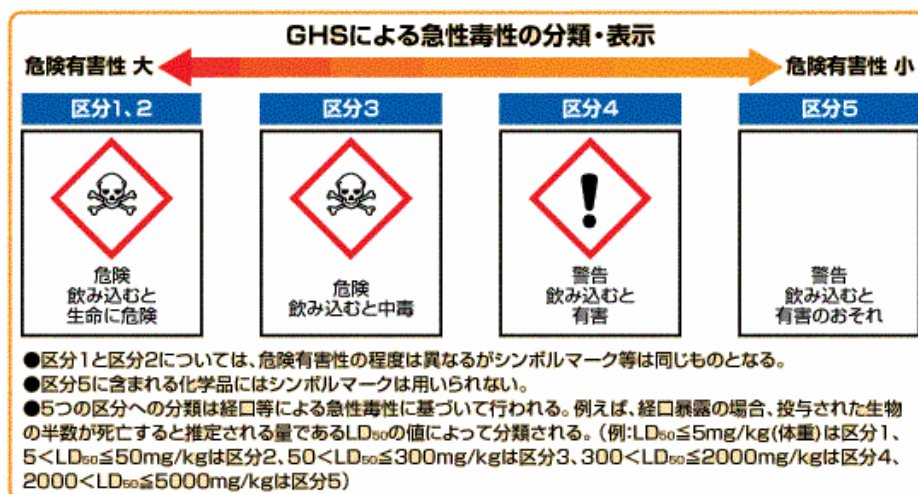 GHSによる急性毒性の分類・表示
危険有害性 大
危険有害性 小
区分1、2
区分3
区分4
区分5
危険
飲み込むと
生命に危険
危険
飲み込むと中毒
警告
飲み込むと
有害
警告
飲み込むと
有害のおそれ
●区分1と区分2については、危険有害性の程度は異なるがシンボルマーク等は同じものとなる。
●区分5に含まれる化学品にはシンボルマークは用いられない。
●5つの区分への分類は経口等による急性毒性に基づいて行われる。例えば、経口暴露の場合、投与された生物
の半数が死亡すると推定される量であるLD₅₀の値によって分類される。(例:LD₅₀≦5mg/kg(体重)は区分1、
5<LD₅₀≦50mg/kgは区分2、50<LD₅₀≦300mg/kgは区分3、300<LD₅₀≦2000mg/kgは区分4、
2000<LD₅₀≦5000mg/kgは区分5)